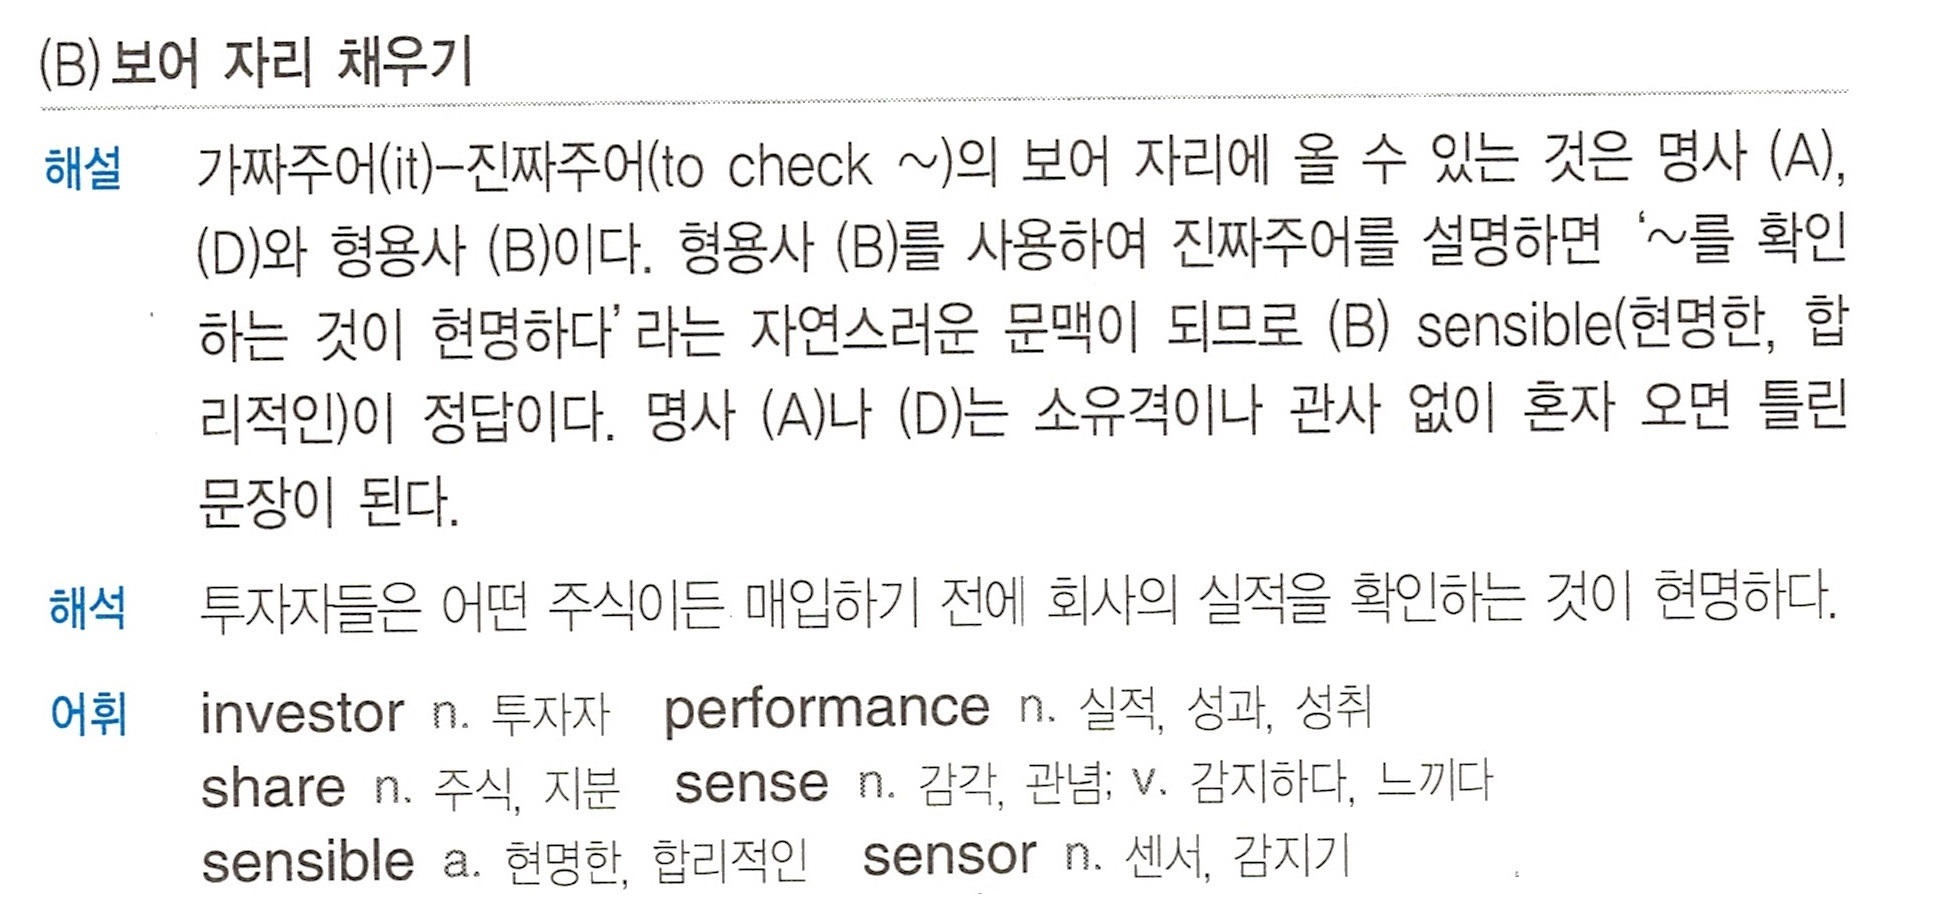 (B) 보어 자리 채우기
해설 가짜주어(it)–진짜주어(to check ~)의 보어 자리에 올 수 있는 것은 명사 (A),
(D)와 형용사 (B)이다. 형용사 (B)를 사용하여 진짜주어를 설명하면 ‘~를 확인
하는 것이 현명하다’라는 자연스러운 문맥이 되므로 (B) sensible(현명한, 합
리적인)이 정답이다. 명사 (A)나 (D)는 소유격이나 관사 없이 혼자 오면 틀린
문장이 된다.
해석 투자자들은 어떤 주식이든 매입하기 전에 회사의 실적을 확인하는 것이 현명하다.
어휘 investor n. 투자자 performance n. 실적, 성과, 성취
share n. 주식, 지분 sense n. 감각, 관념; v. 감지하다, 느끼다
sensible a. 현명한, 합리적인 sensor n. 센서, 감지기